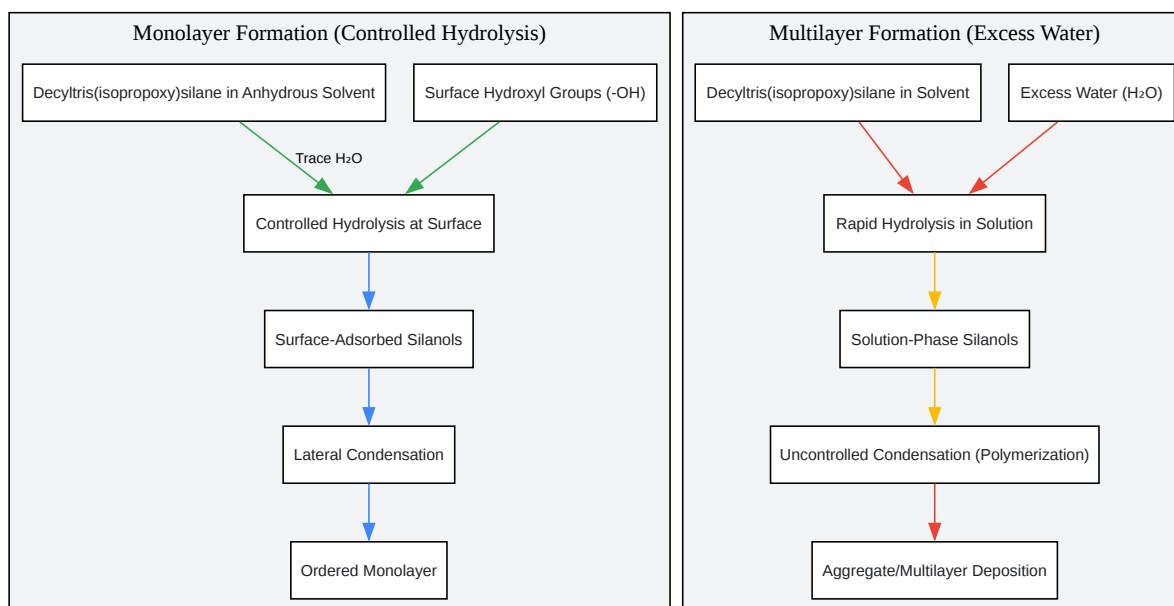 Monolayer Formation (Controlled Hydrolysis)
Decyltris(isopropoxy)silane in Anhydrous Solvent
Surface Hydroxyl Groups (-OH)
Trace H₂O
Controlled Hydrolysis at Surface
Surface-Adsorbed Silanols
Lateral Condensation
Ordered Monolayer
Multilayer Formation (Excess Water)
Decyltris(isopropoxy)silane in Solvent
Excess Water (H₂O)
Rapid Hydrolysis in Solution
Solution-Phase Silanols
Uncontrolled Condensation (Polymerization)
Aggregate/Multilayer Deposition